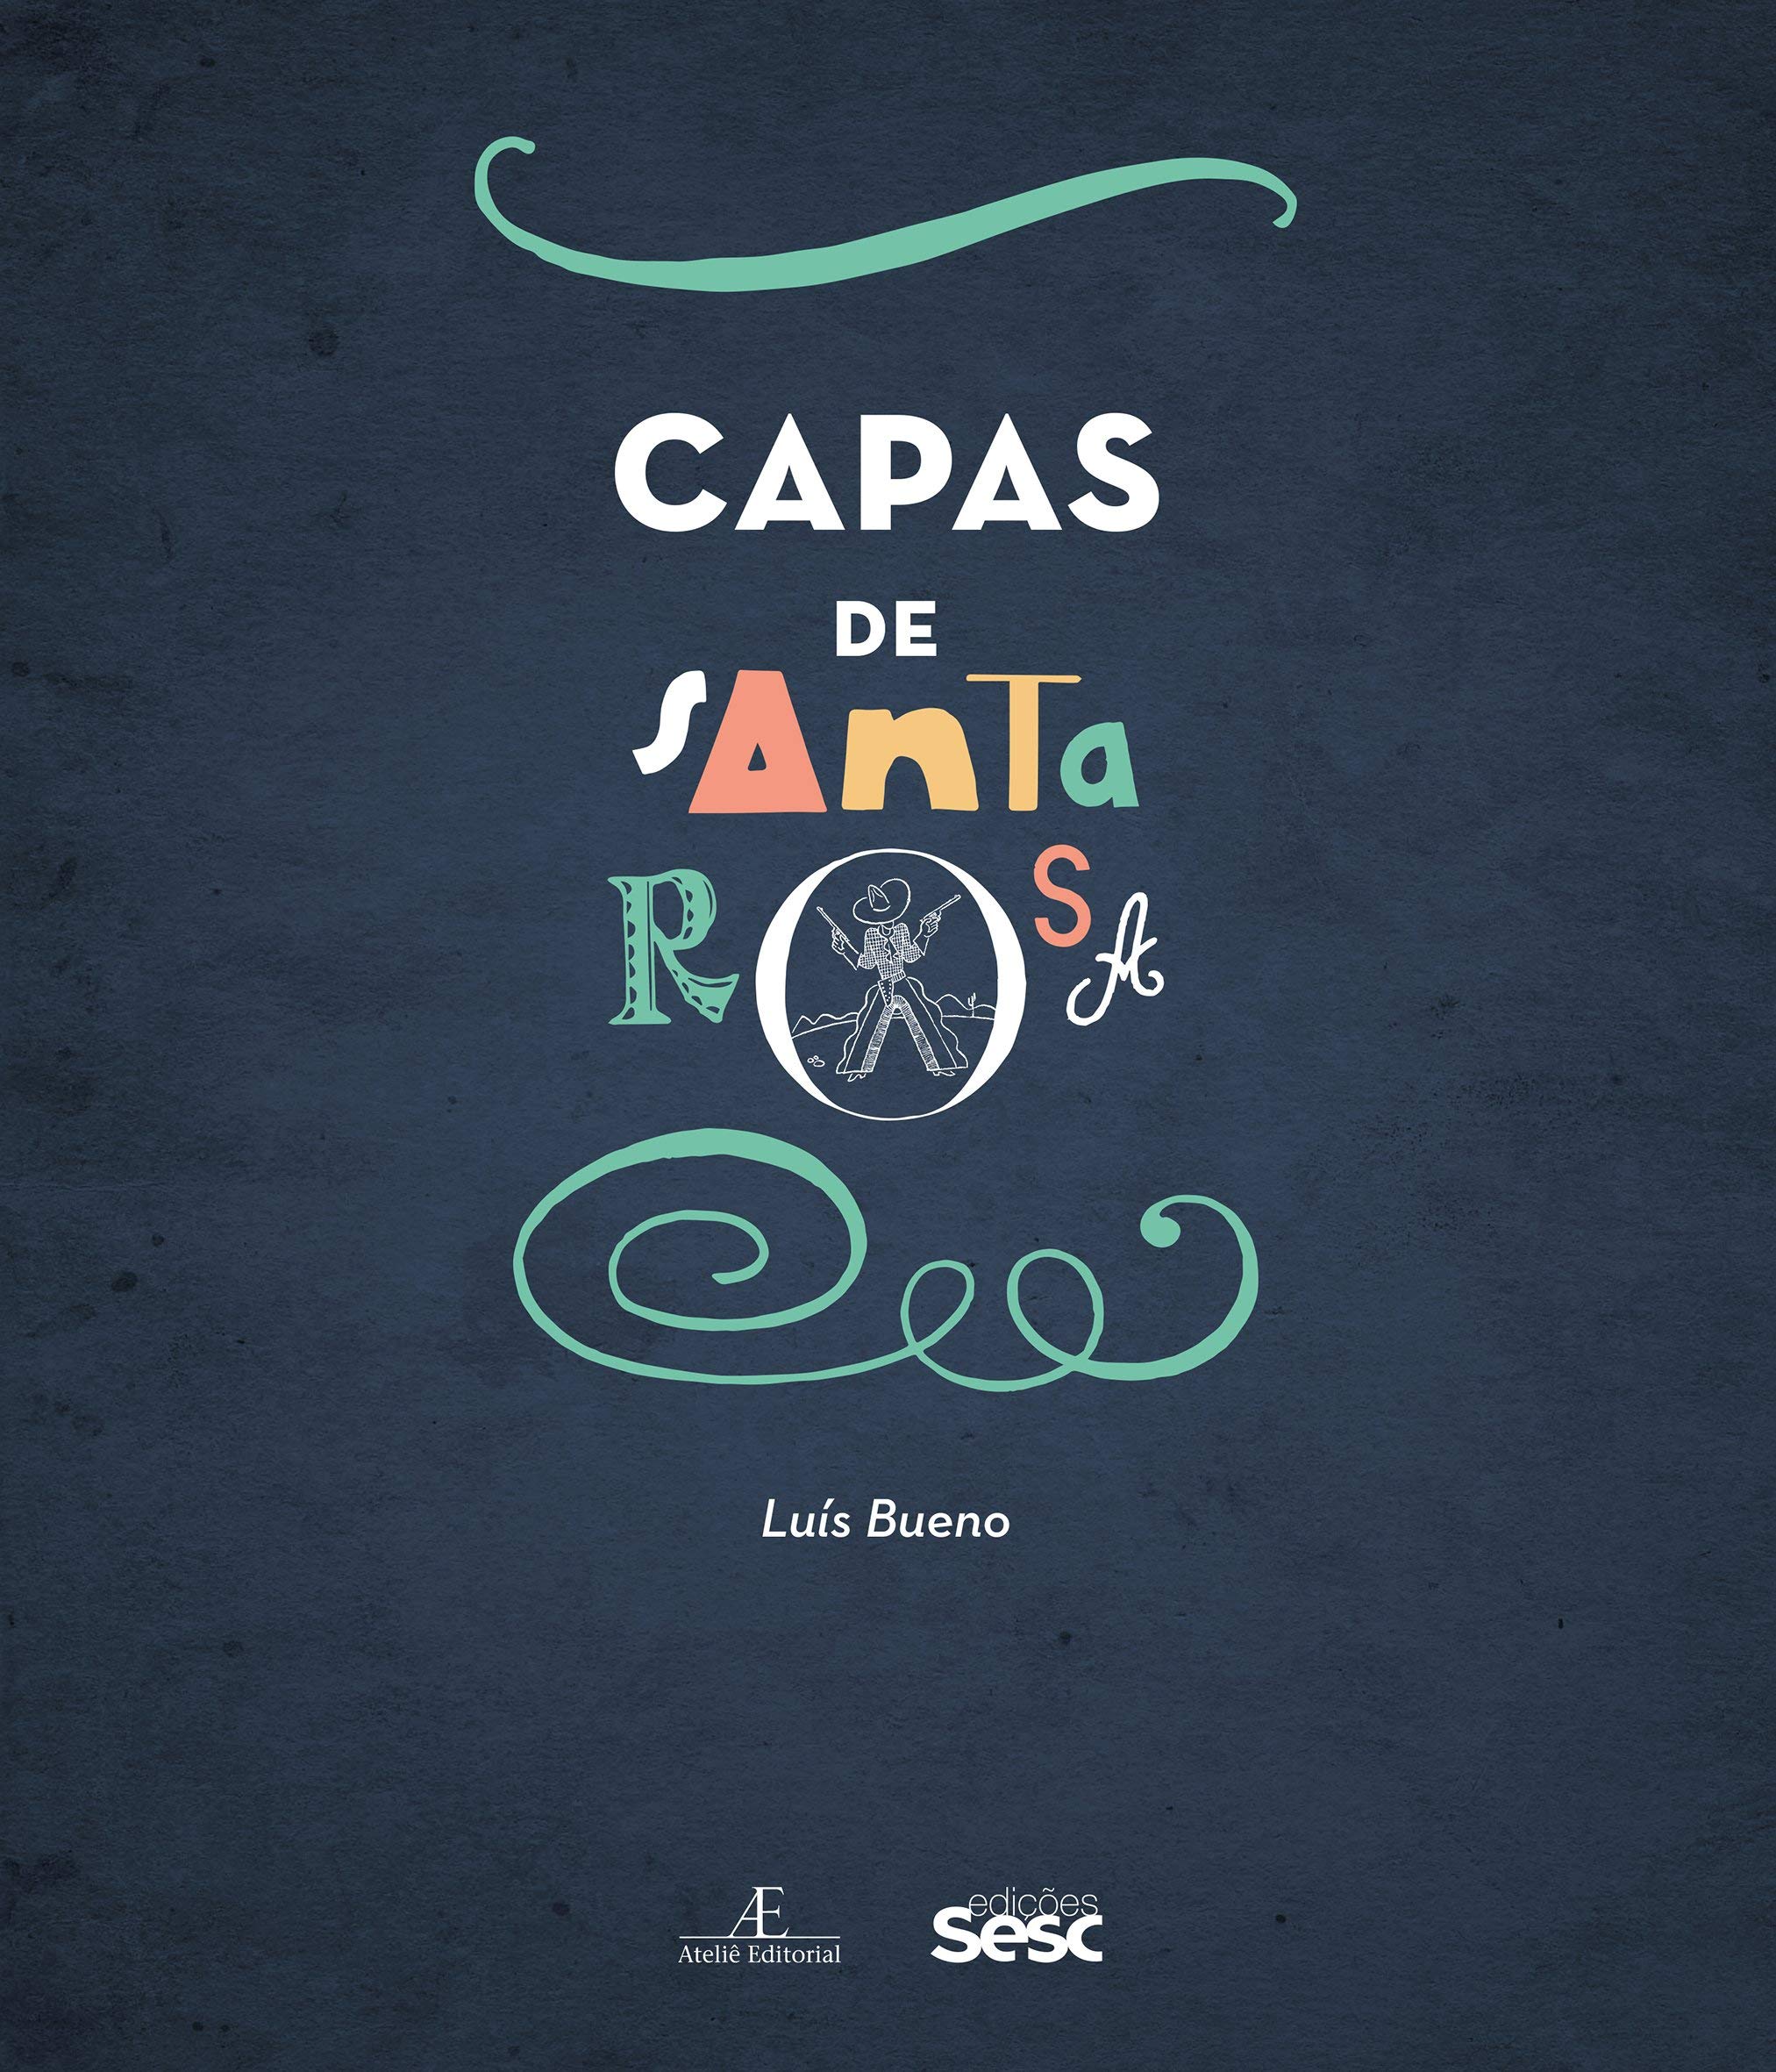 CAPAS
DE
SAnTa
ROSA
Luís Bueno
Æ
Ateliê Editorial
edições
Sesc